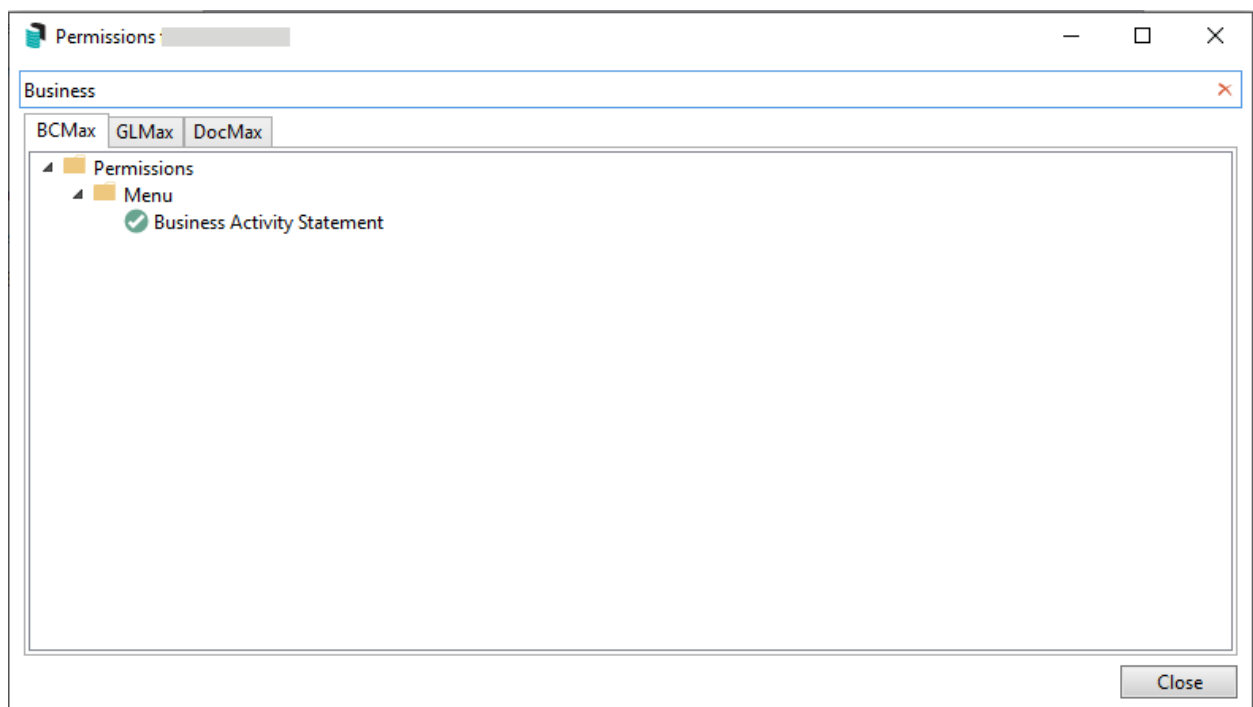 Permissions
Business
BCMax GLMax DocMax
Permissions
Menu
Business Activity Statement
Close